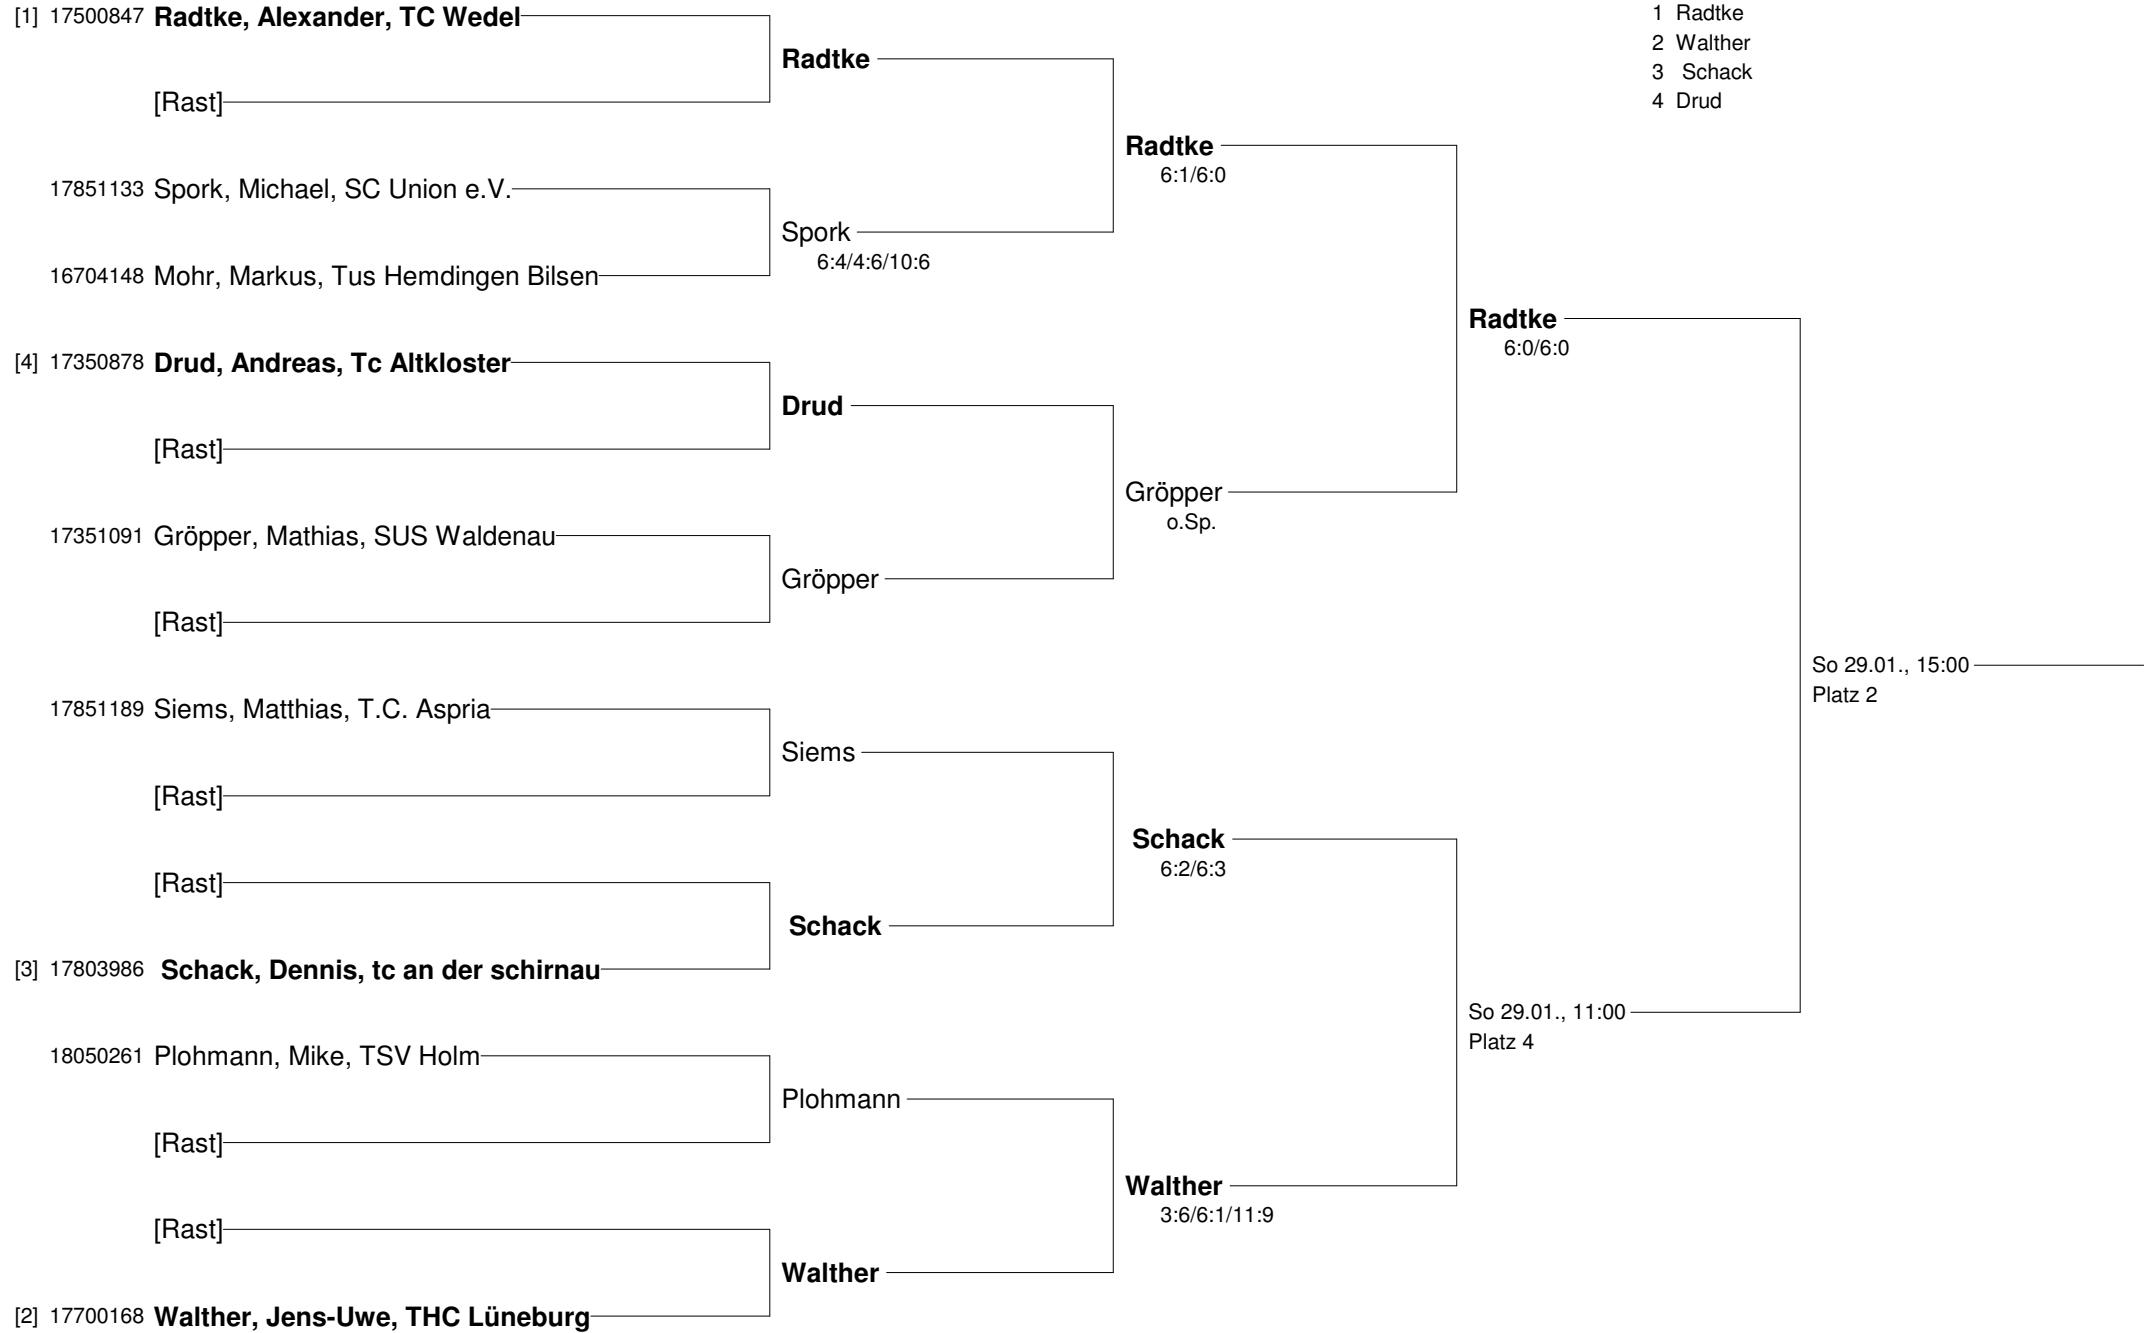 [1] 17500847 Radtke, Alexander, TC Wedel
1 Radtke
2 Walther
3 Schack
4 Drud
Radtke
[Rast]
Radtke
6:1/6:0
17851133 Spork, Michael, SC Union e.V.
Spork
6:4/4:6/10:6
16704148 Mohr, Markus, Tus Hemdingen Bilsen
Radtke
6:0/6:0
[4] 17350878 Drud, Andreas, Tc Altkloster
Drud
[Rast]
Gröpper
o.Sp.
17351091 Gröpper, Mathias, SUS Waldenau
Gröpper
[Rast]
So 29.01., 15:00
Platz 2
17851189 Siems, Matthias, T.C. Aspria
Siems
[Rast]
Schack
6:2/6:3
[Rast]
Schack
[3] 17803986 Schack, Dennis, tc an der schirnau
So 29.01., 11:00
Platz 4
18050261 Plohmann, Mike, TSV Holm
Plohmann
[Rast]
Walther
3:6/6:1/11:9
[Rast]
Walther
[2] 17700168 Walther, Jens-Uwe, THC Lüneburg